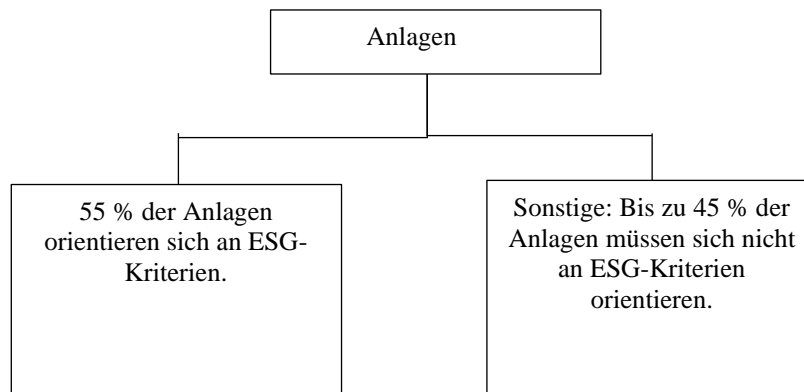 Anlagen
55 % der Anlagen
orientieren sich an ESG-
Kriterien.
Sonstige: Bis zu 45 % der
Anlagen müssen sich nicht
an ESG-Kriterien
orientieren.